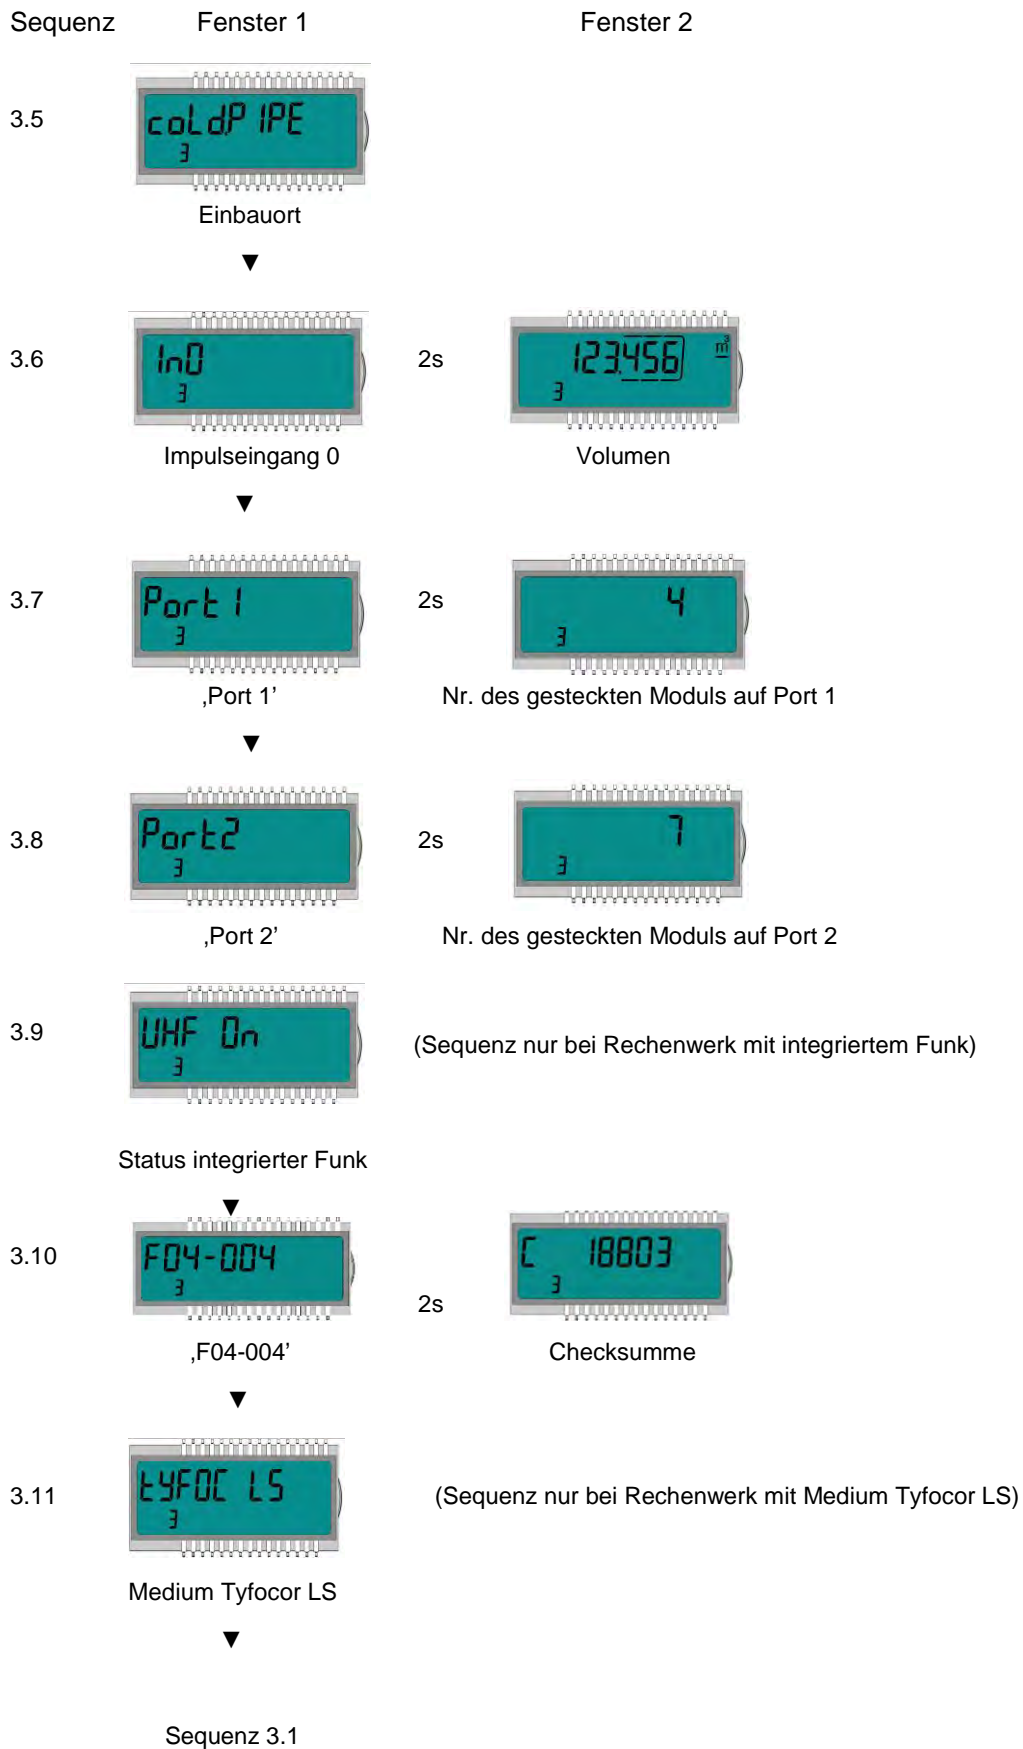 Sequenz Fenster 1 Fenster 2
3.5
coLd,PIPE
3
Einbauort
▼
3.6 2s
In0
3
123,456 m³
3
Impulseingang 0 Volumen
▼
3.7 2s
Port1
3
4
3
‚Port 1’ Nr. des gesteckten Moduls auf Port 1
▼
3.8 2s
Port2
3
7
3
‚Port 2’ Nr. des gesteckten Moduls auf Port 2
3.9
UHF On
3
(Sequenz nur bei Rechenwerk mit integriertem Funk)
Status integrierter Funk
▼
3.10 2s
F04-004
3
C 18803
3
‚F04-004’ Checksumme
▼
3.11
tYFOC LS
3
(Sequenz nur bei Rechenwerk mit Medium Tyfocor LS)
Medium Tyfocor LS
▼
Sequenz 3.1